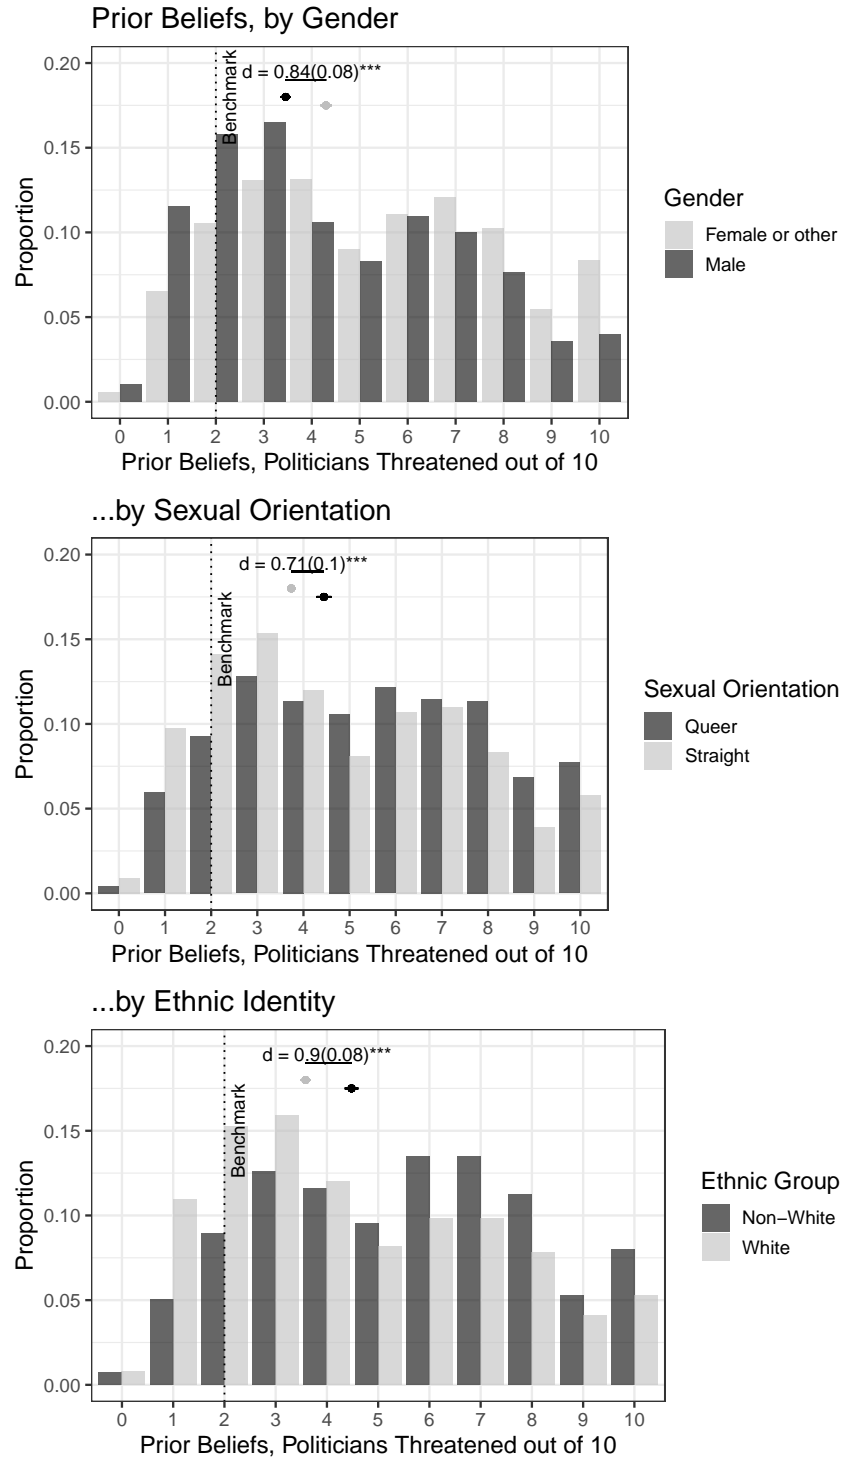 Prior Beliefs, by Gender
0.20
0.15
0.10
0.05
0.00
Proportion
Benchmark
d = 0.84(0.08)***
0 1 2 3 4 5 6 7 8 9 10
Prior Beliefs, Politicians Threatened out of 10
Gender
Female or other
Male
...by Sexual Orientation
0.20
0.15
0.10
0.05
0.00
Proportion
Benchmark
d = 0.71(0.1)***
0 1 2 3 4 5 6 7 8 9 10
Prior Beliefs, Politicians Threatened out of 10
Sexual Orientation
Queer
Straight
...by Ethnic Identity
0.20
0.15
0.10
0.05
0.00
Proportion
Benchmark
d = 0.9(0.08)***
0 1 2 3 4 5 6 7 8 9 10
Prior Beliefs, Politicians Threatened out of 10
Ethnic Group
Non−White
White